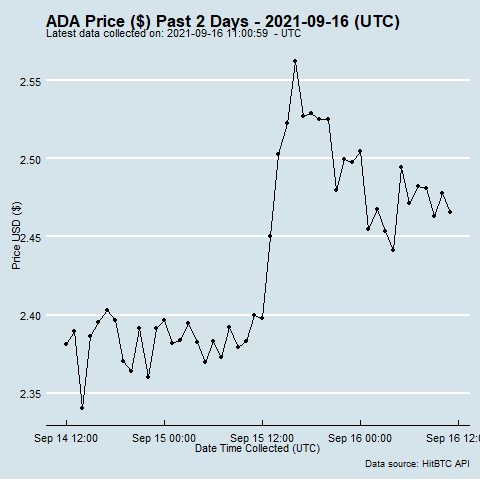 ADA Price ($) Past 2 Days - 2021-09-16 (UTC)
Latest data collected on: 2021-09-16 11:00:59 - UTC
2.55
2.50
2.45
2.40
2.35
Price USD ($)
Sep 14 12:00 Sep 15 00:00 Sep 15 12:00 Sep 16 00:00 Sep 16 12:0
Date Time Collected (UTC)
Data source: HitBTC API